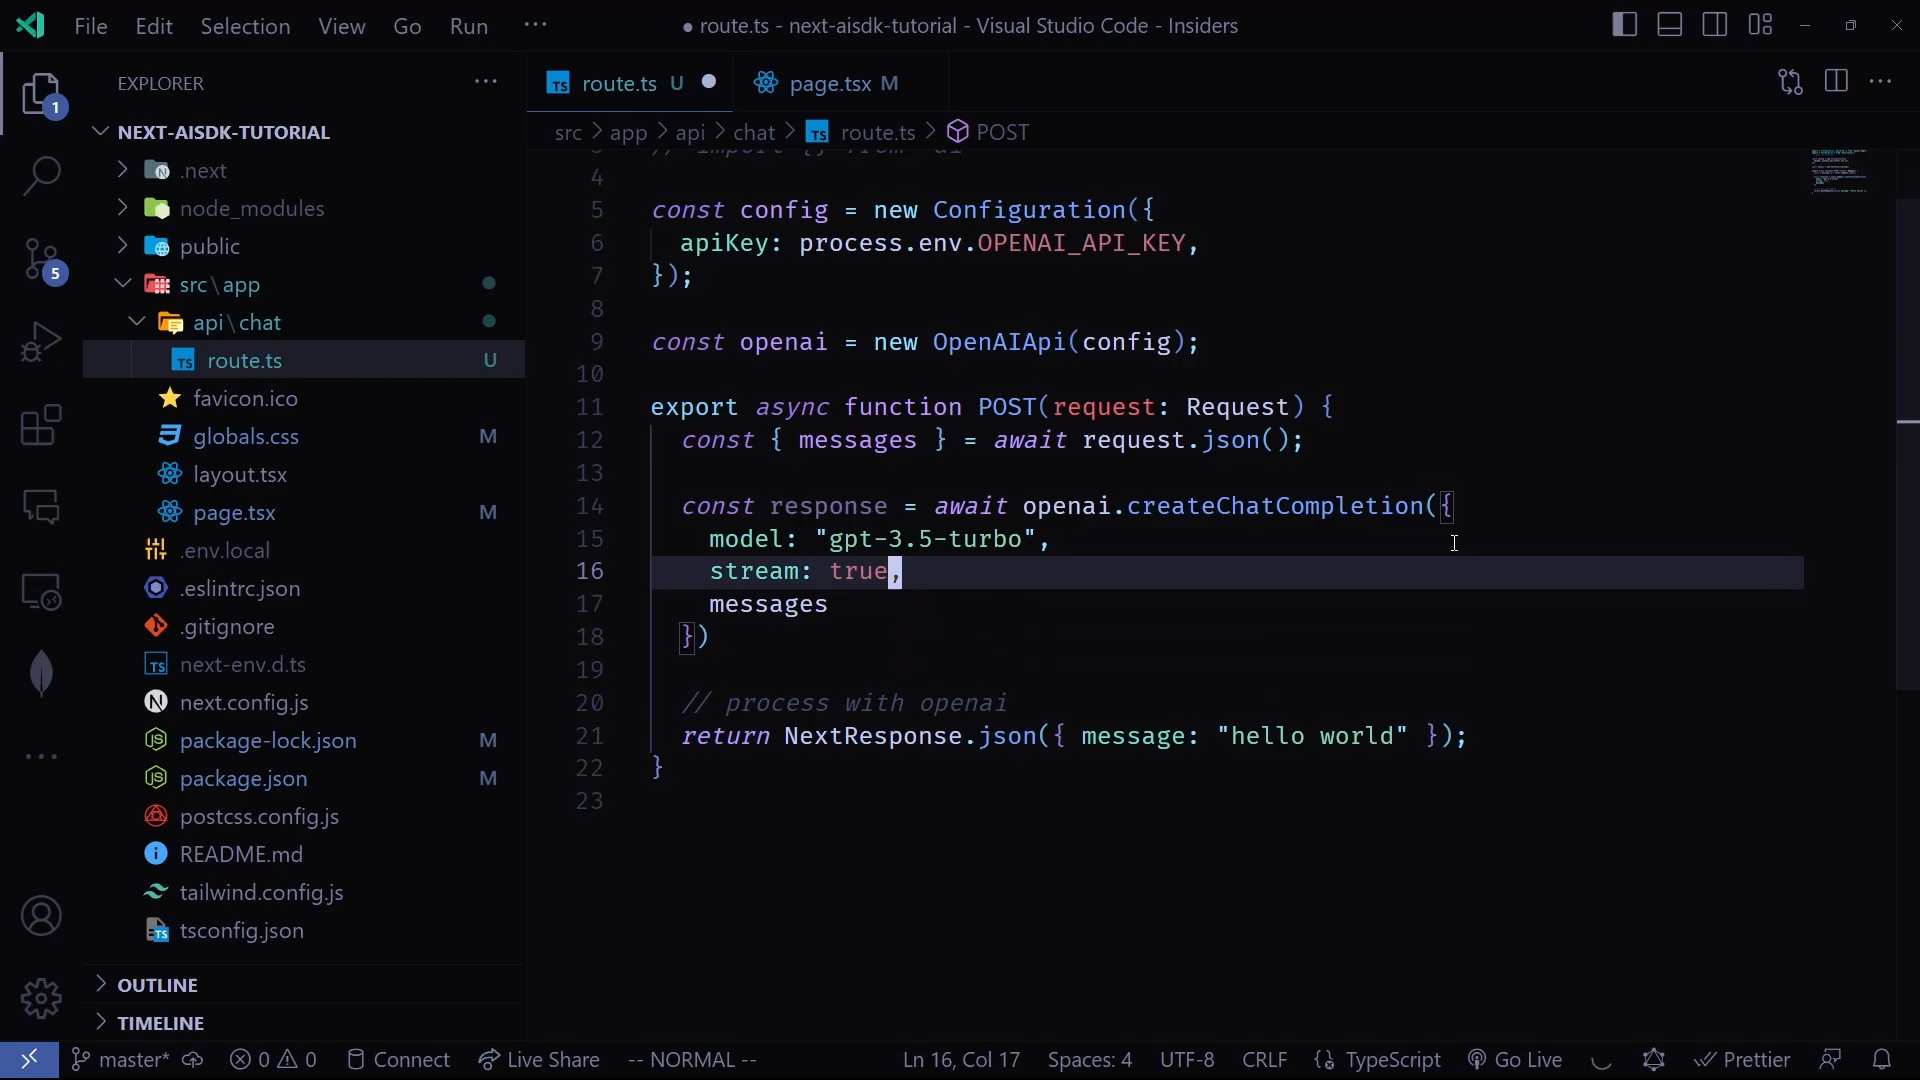 File Edit Selection View Go Run ···
● route.ts - next-aisdk-tutorial - Visual Studio Code - Insiders
EXPLORER
NEXT-AISDK-TUTORIAL
.next
node_modules
public
src\app
api\chat
route.ts U
favicon.ico
globals.css M
layout.tsx
page.tsx M
.env.local
.eslintrc.json
.gitignore
next-env.d.ts
next.config.js
package-lock.json M
package.json M
postcss.config.js
README.md
tailwind.config.js
tsconfig.json
OUTLINE
TIMELINE
1
5
TS route.ts U ●
page.tsx M
src > app > api > chat > TS route.ts > POST
4
5 const config = new Configuration({
6 apiKey: process.env.OPENAI_API_KEY,
7 });
8
9 const openai = new OpenAIApi(config);
10
11 export async function POST(request: Request) {
12 const { messages } = await request.json();
13
14 const response = await openai.createChatCompletion({
15 model: "gpt-3.5-turbo",
16 stream: true,
17 messages
18 })
19
20 // process with openai
21 return NextResponse.json({ message: "hello world" });
22 }
23
master* 0 0 Connect Live Share -- NORMAL -- Ln 16, Col 17 Spaces: 4 UTF-8 CRLF {} TypeScript Go Live Prettier